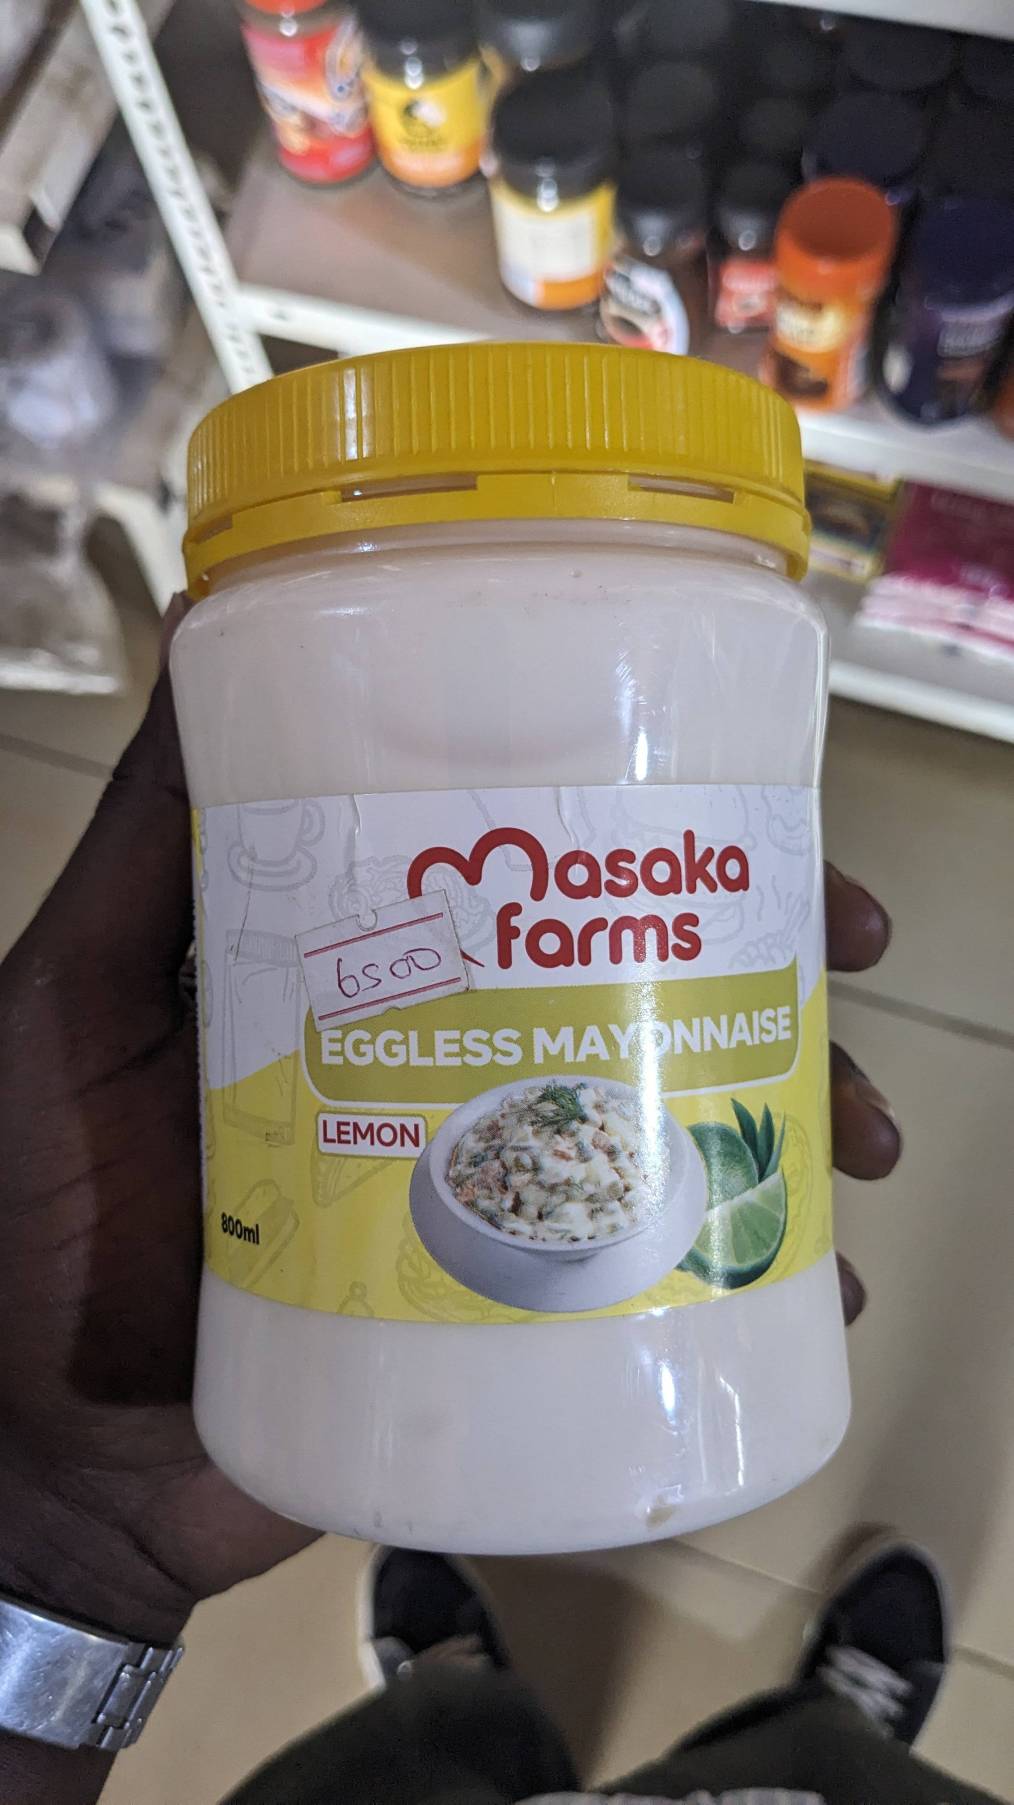 masaka
farms
6500
EGGLESS MAYONNAISE
LEMON
800ml